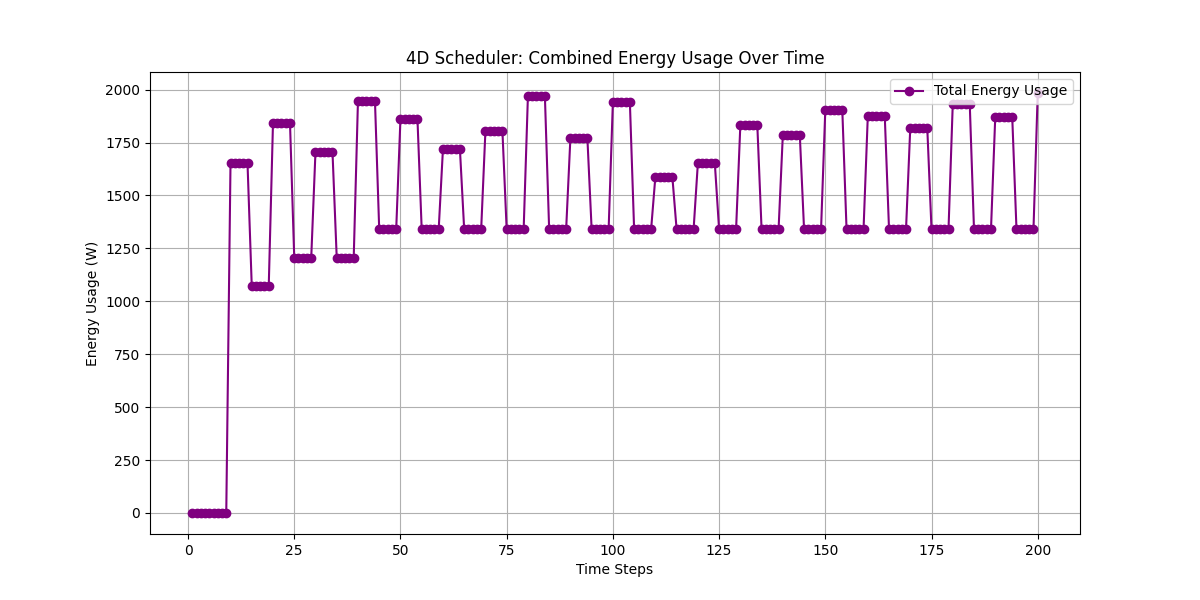 4D Scheduler: Combined Energy Usage Over Time
Total Energy Usage
Energy Usage (W)
2000
1750
1500
1250
1000
750
500
250
0
0 25 50 75 100 125 150 175 200
Time Steps